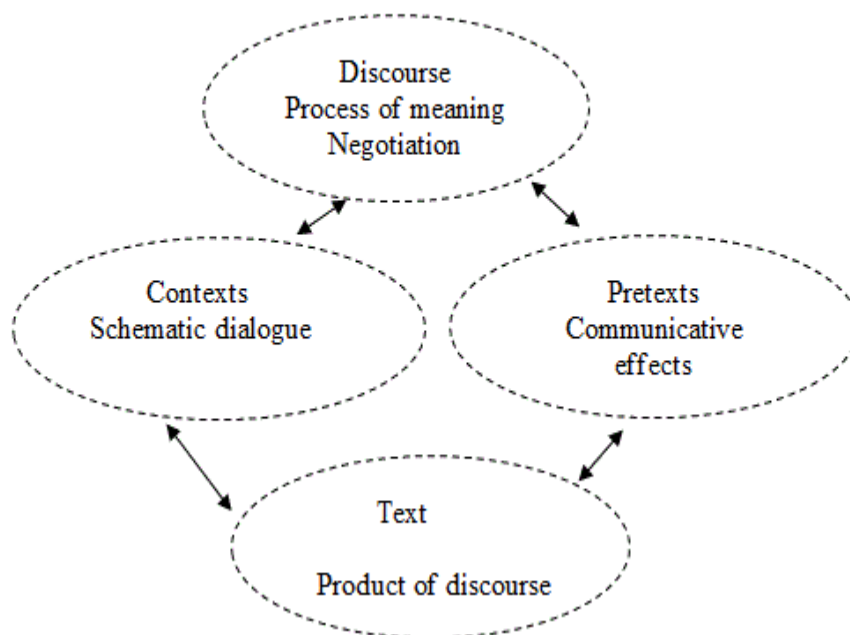 Discourse
Process of meaning
Negotiation
Contexts
Schematic dialogue
Pretexts
Communicative
effects
Text
Product of discourse